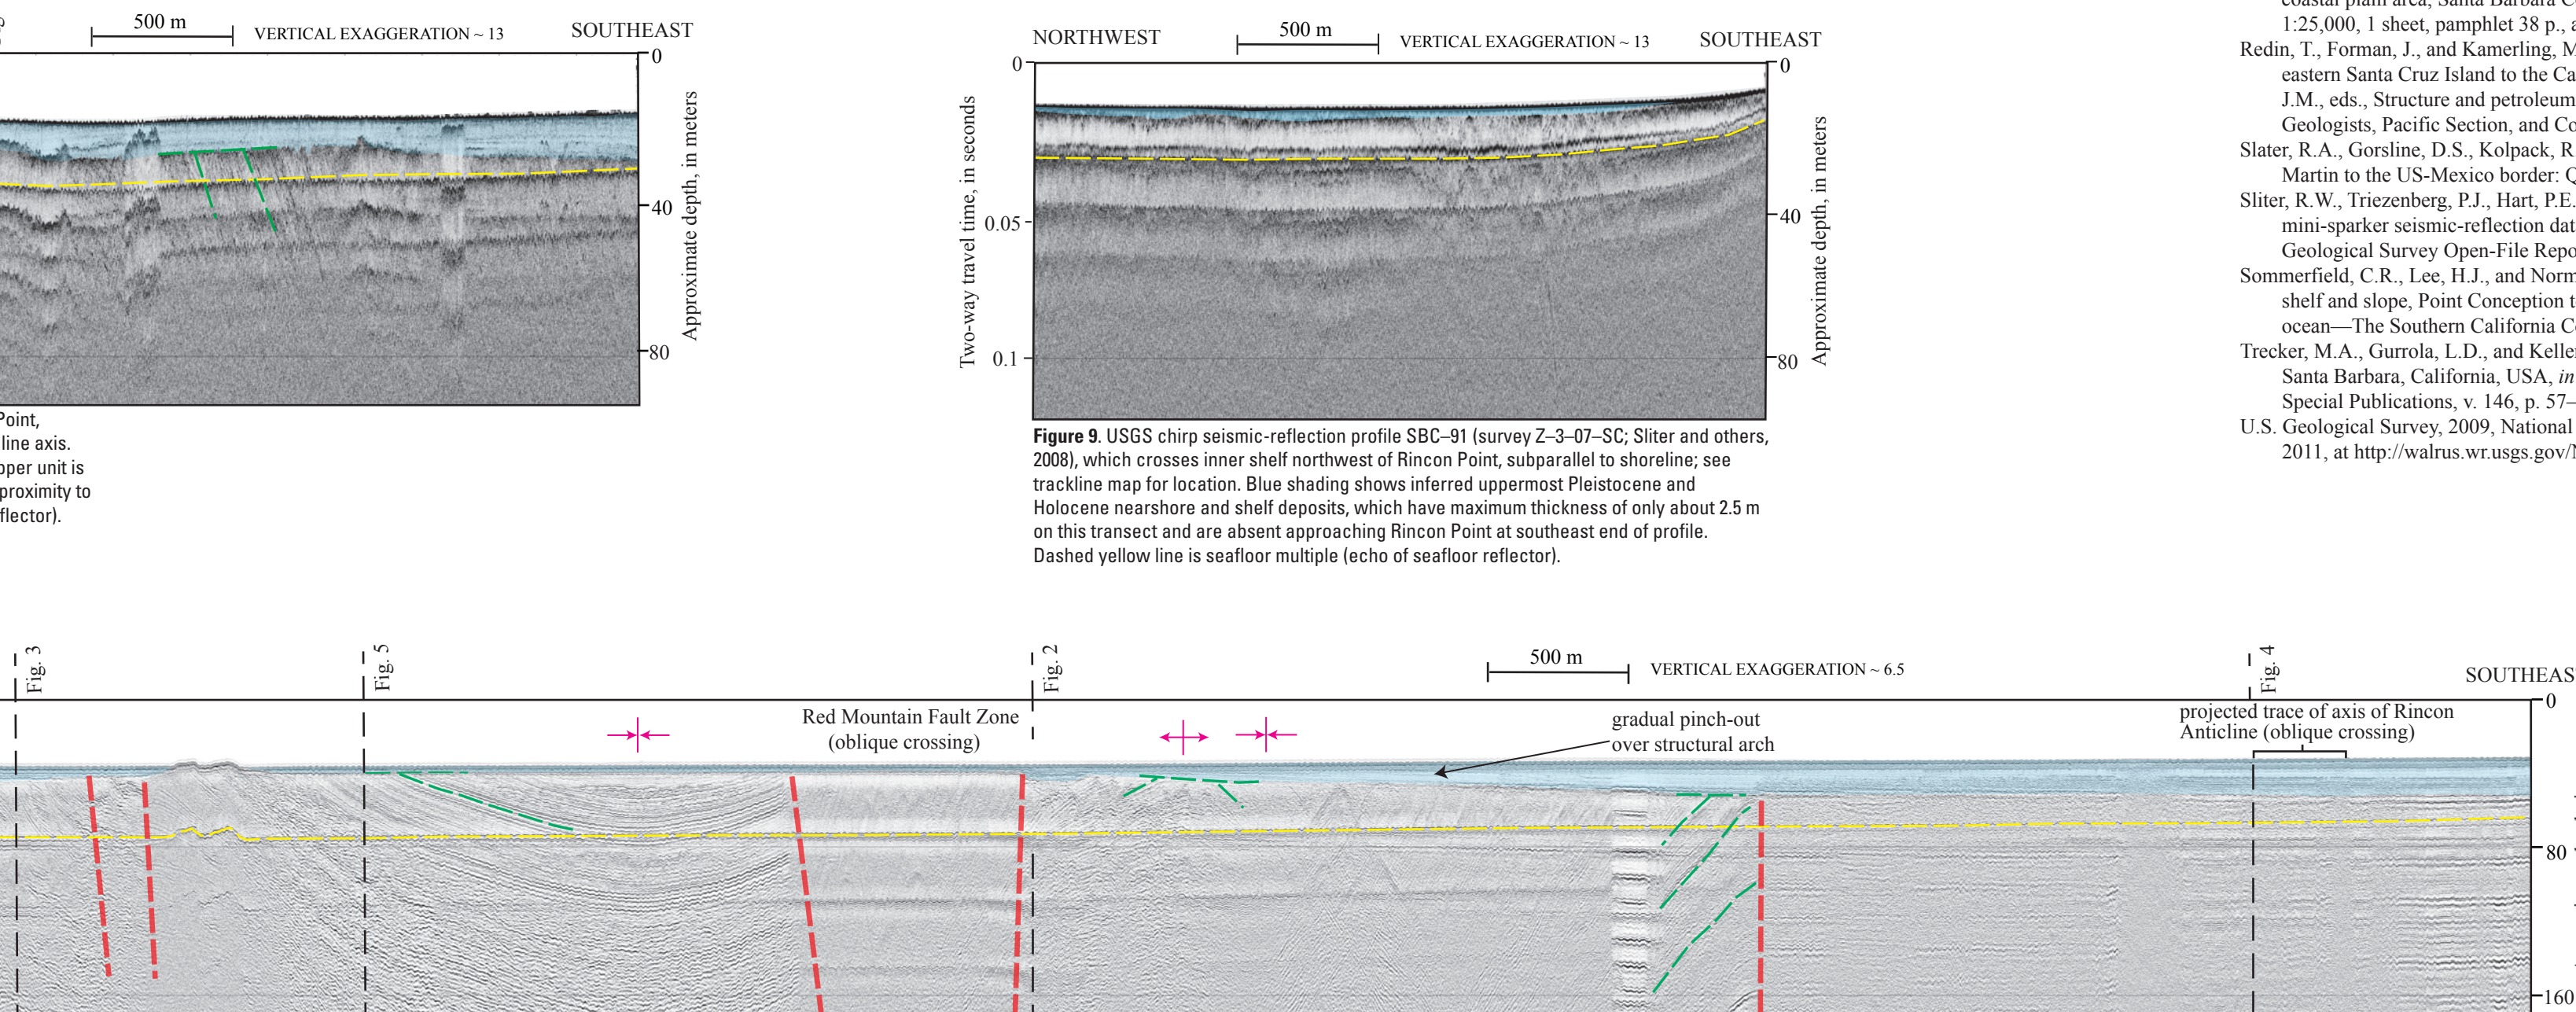 500 m
VERTICAL EXAGGERATION ~ 13
SOUTHEAST
0
40
80
Approximate depth, in meters
Point,
line axis.
pper unit is
proximity to
flector).
NORTHWEST
500 m
VERTICAL EXAGGERATION ~ 13
SOUTHEAST
0
0.05
0.1
Two-way travel time, in seconds
0
40
80
Approximate depth, in meters
Figure 9. USGS chirp seismic-reflection profile SBC–91 (survey Z–3–07–SC; Sliter and others,
2008), which crosses inner shelf northwest of Rincon Point, subparallel to shoreline; see
trackline map for location. Blue shading shows inferred uppermost Pleistocene and
Holocene nearshore and shelf deposits, which have maximum thickness of only about 2.5 m
on this transect and are absent approaching Rincon Point at southeast end of profile.
Dashed yellow line is seafloor multiple (echo of seafloor reflector).
coastal plain area, Santa Barbara C
1:25,000, 1 sheet, pamphlet 38 p., a
Redin, T., Forman, J., and Kamerling, M
eastern Santa Cruz Island to the Ca
J.M., eds., Structure and petroleum
Geologists, Pacific Section, and Co
Slater, R.A., Gorsline, D.S., Kolpack, R
Martin to the US-Mexico border: Q
Sliter, R.W., Triezenberg, P.J., Hart, P.E.
mini-sparker seismic-reflection dat
Geological Survey Open-File Repo
Sommerfield, C.R., Lee, H.J., and Norm
shelf and slope, Point Conception t
ocean—The Southern California C
Trecker, M.A., Gurrola, L.D., and Kelle
Santa Barbara, California, USA, in
Special Publications, v. 146, p. 57–
U.S. Geological Survey, 2009, National
2011, at http://walrus.wr.usgs.gov/N
Fig. 3
Fig. 5
Fig. 2
500 m
VERTICAL EXAGGERATION ~ 6.5
Fig. 4
SOUTHEAS
Red Mountain Fault Zone
(oblique crossing)
gradual pinch-out
over structural arch
projected trace of axis of Rincon
Anticline (oblique crossing)
0
80
160